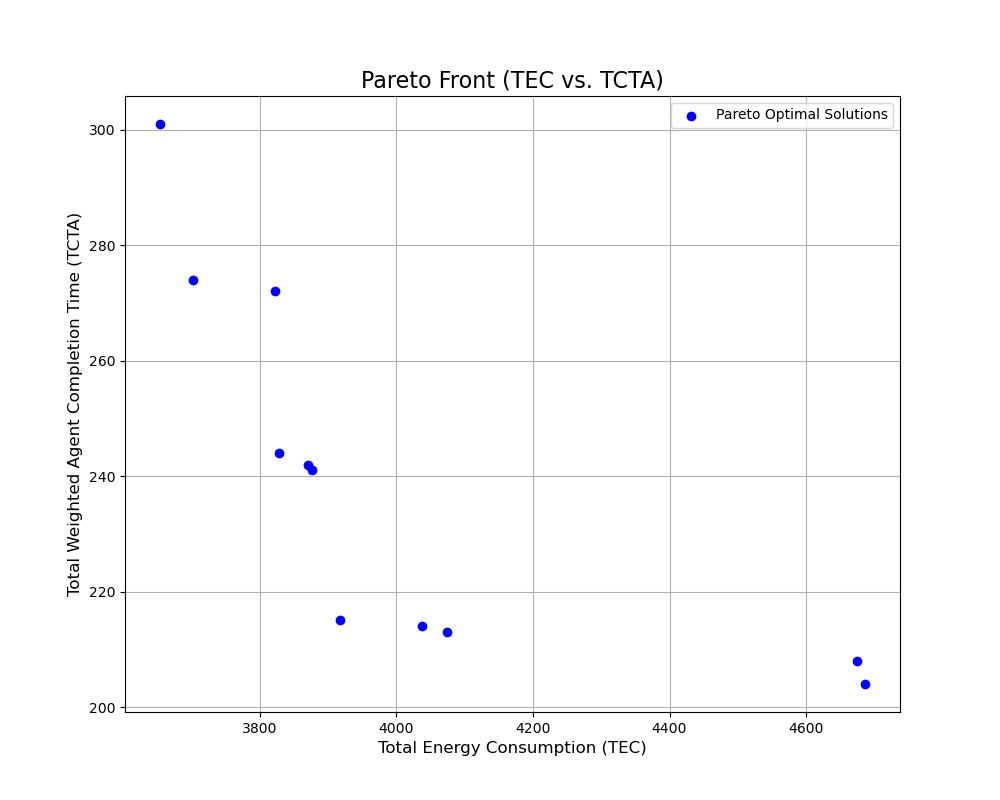 Pareto Front (TEC vs. TCTA)
Pareto Optimal Solutions
Total Weighted Agent Completion Time (TCTA)
300
280
260
240
220
200
3800 4000 4200 4400 4600
Total Energy Consumption (TEC)